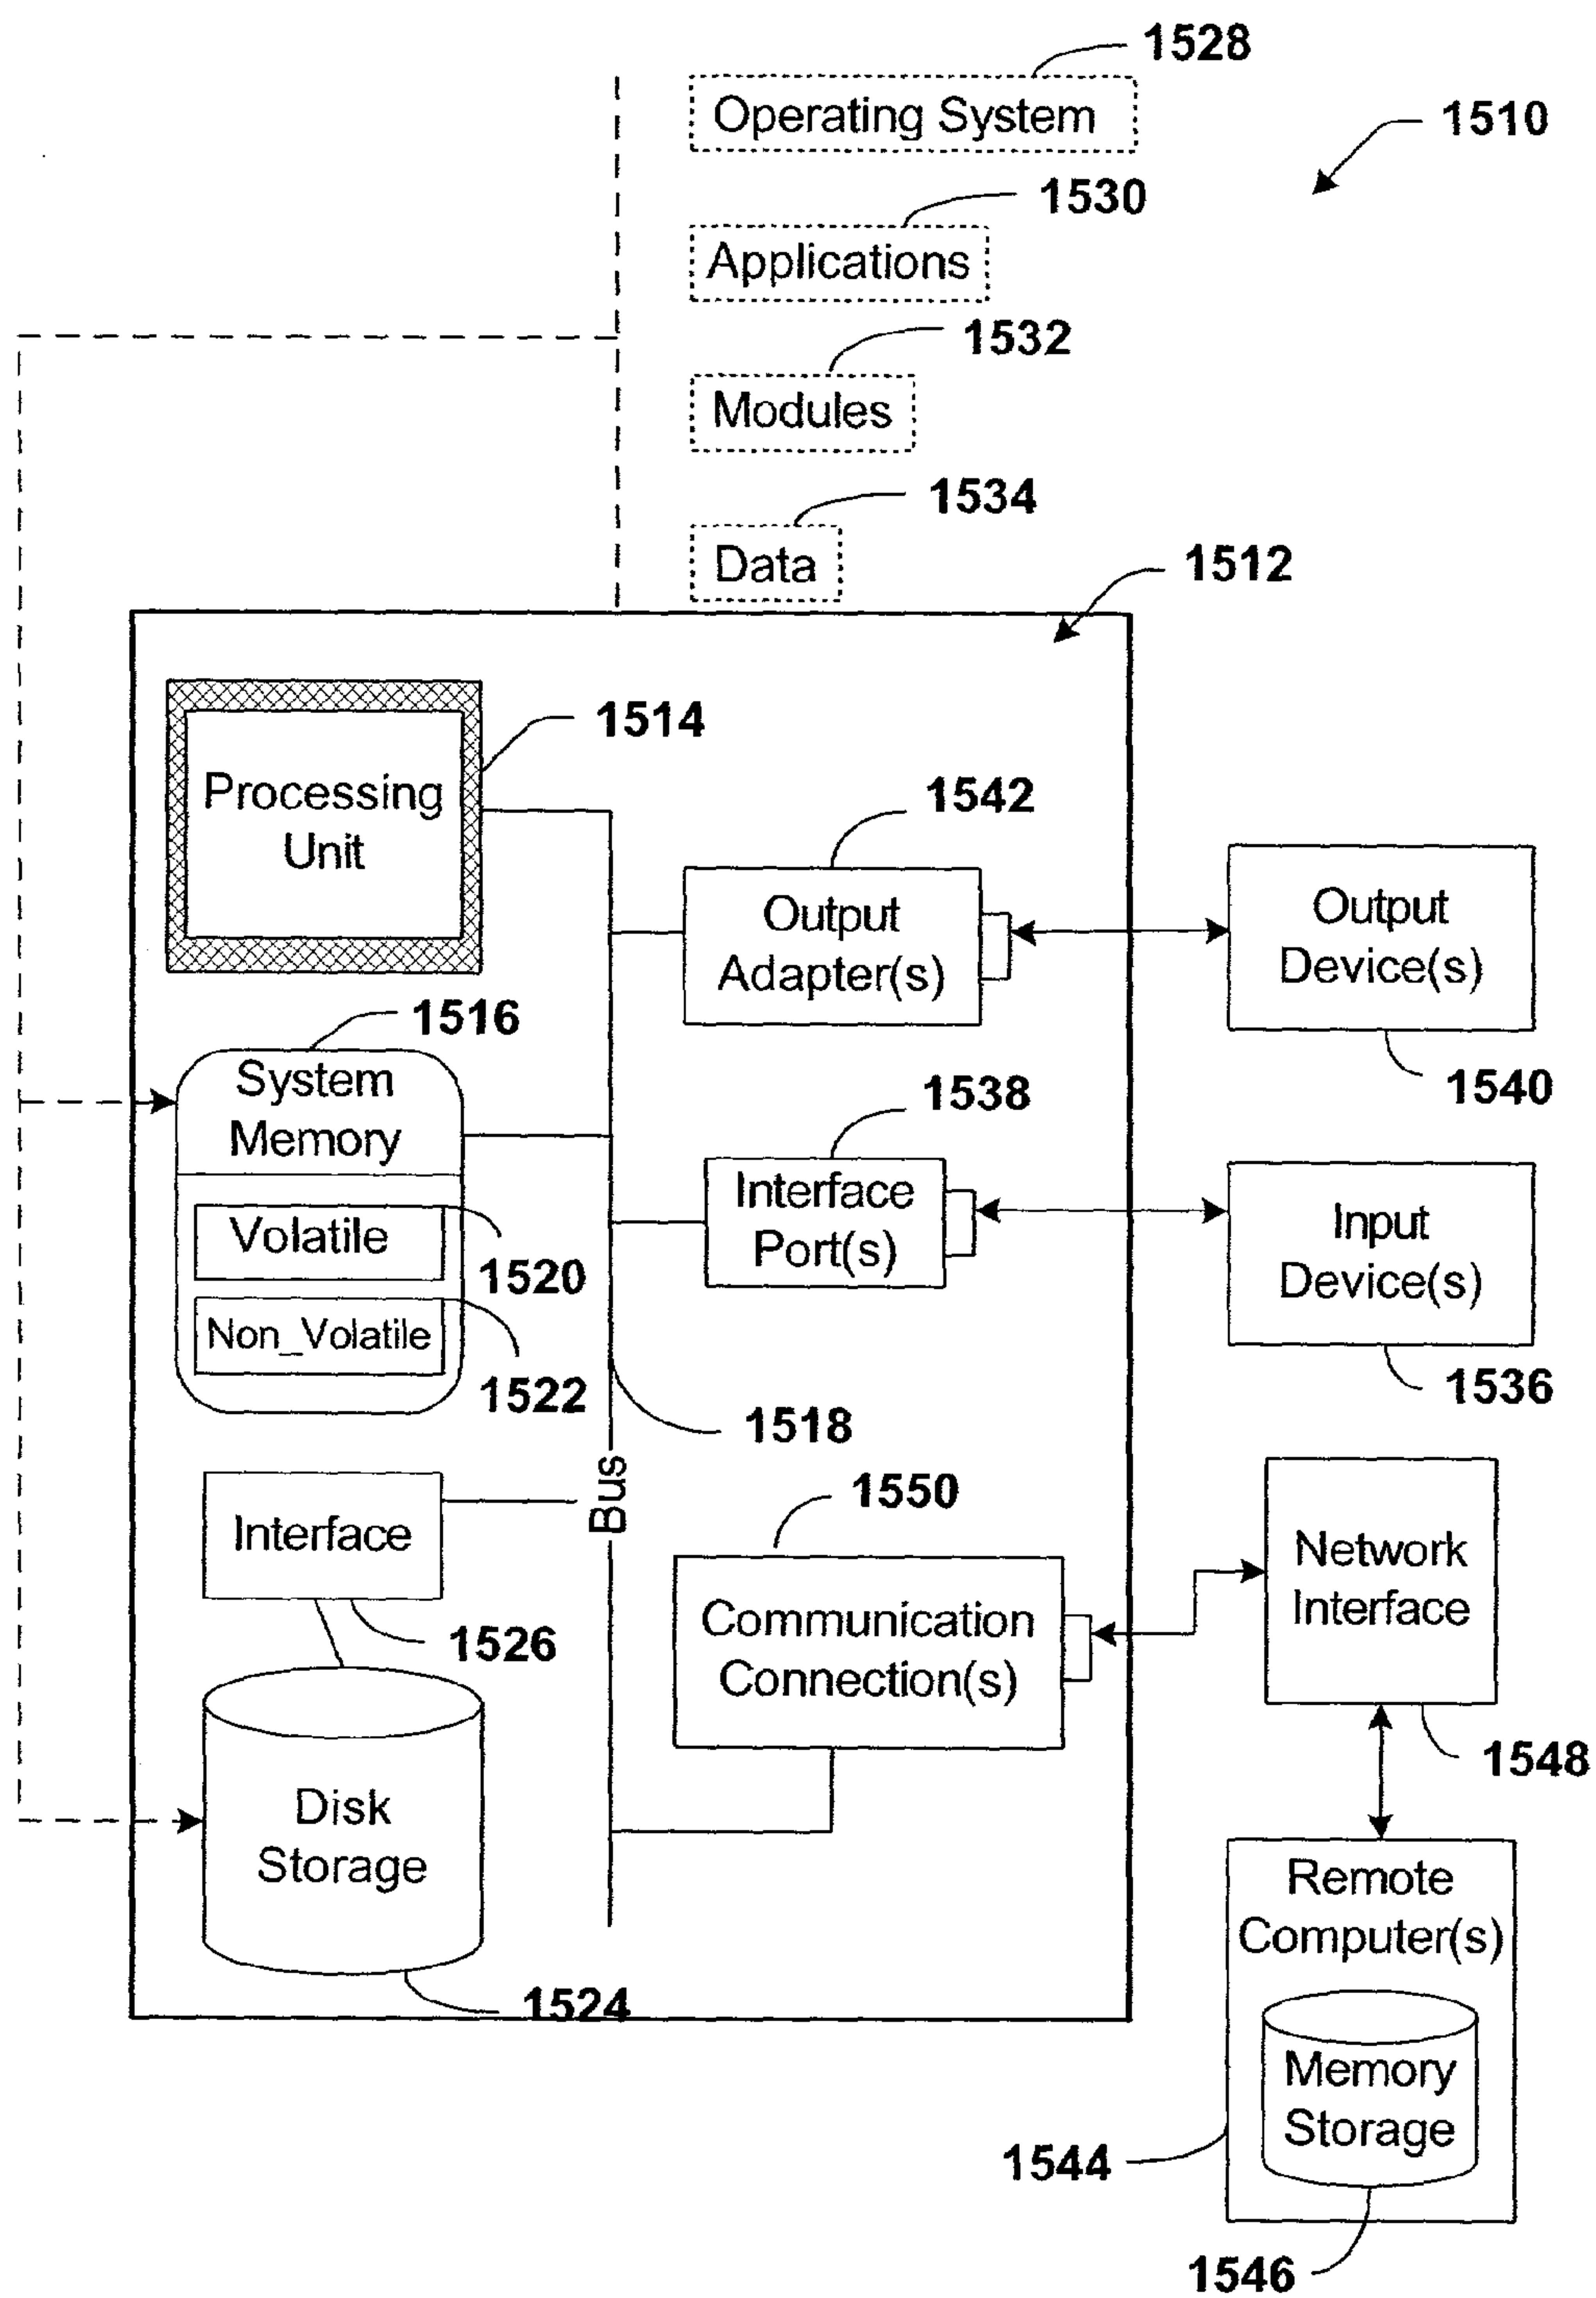 1528
Operating System
1510
1530
Applications
1532
Modules
1534
Data
1512
1514
Processing
Unit
1542
Output
Adapter(s)
Output
Device(s)
1540
1516
System
Memory
Volatile
1520
Non_Volatile
1522
1538
Interface
Port(s)
Input
Device(s)
1536
1518
Bus
Interface
1526
1550
Communication
Connection(s)
Network
Interface
1548
Disk
Storage
1524
Remote
Computer(s)
Memory
Storage
1544
1546